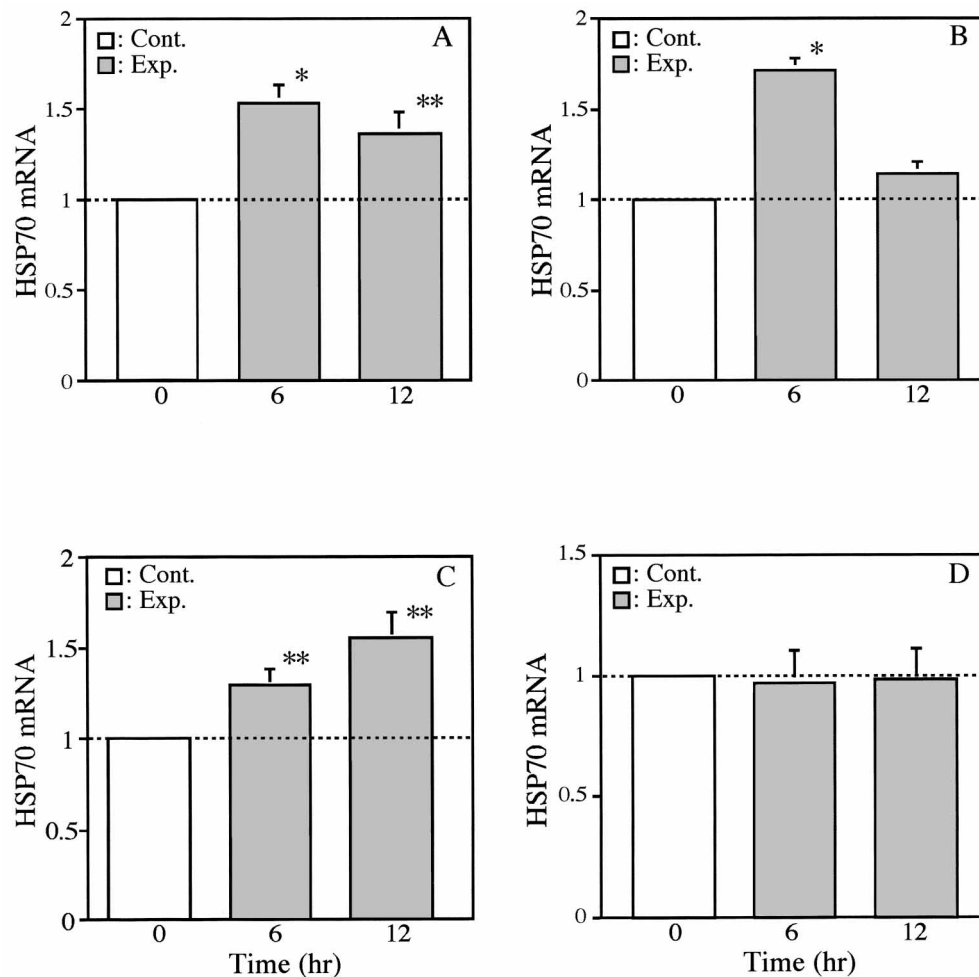 A
□: Cont.
□: Exp.
*
**
HSP70 mRNA
2
1.5
1
0.5
0
0 6 12
B
□: Cont.
□: Exp.
*
HSP70 mRNA
2
1.5
1
0.5
0
0 6 12
C
□: Cont.
□: Exp.
**
**
HSP70 mRNA
2
1.5
1
0.5
0
0 6 12
Time (hr)
D
□: Cont.
□: Exp.
HSP70 mRNA
1.5
1
0.5
0
0 6 12
Time (hr)